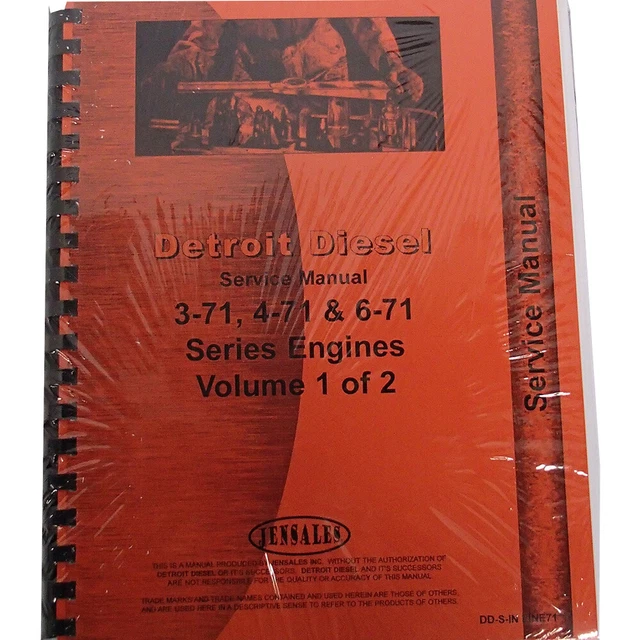 Detroit Diesel
Service Manual
3-71, 4-71 & 6-71
Series Engines
Volume 1 of 2
Service Manual
JENSALES
THIS IS A MANUAL PRODUCED BY JENSALES INC. WITHOUT THE AUTHORIZATION OF
DETROIT DIESEL OR IT'S SUCCESSORS. DETROIT DIESEL AND IT'S SUCCESSORS
ARE NOT RESPONSIBLE FOR THE QUALITY OR ACCURACY OF THIS MANUAL.
TRADE MARKS AND TRADE NAMES CONTAINED AND USED HEREIN ARE THOSE OF OTHERS,
AND ARE USED HERE IN A DESCRIPTIVE SENSE TO REFER TO THE PRODUCTS OF OTHERS.
DD-S-INLINE71